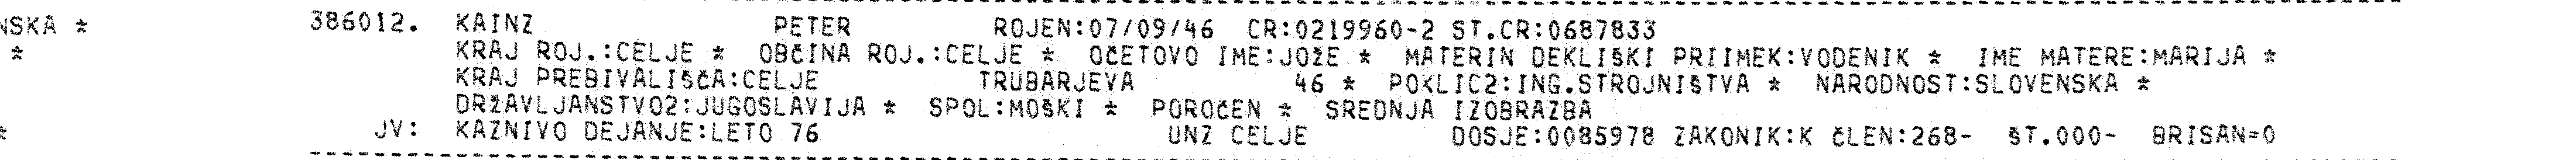 NSKA * 386012. KAINZ PETER ROJEN:07/09/46 CR:0219960-2 ST.CR:0687833
* KRAJ ROJ.:CELJE * OBČINA ROJ.:CELJE * OČETOVO IME:JOŽE * MATERIN DEKLIŠKI PRIIMEK:VODENIK * IME MATERE:MARIJA *
KRAJ PREBIVALIŠČA:CELJE TRUBARJEVA 46 * POKLIC2:ING.STROJNIŠTVA * NARODNOST:SLOVENSKA *
DRŽAVLJANSTVO2:JUGOSLAVIJA * SPOL:MOŠKI * POROČEN * SREDNJA IZOBRAZBA
* JV: KAZNIVO DEJANJE:LETO 76 UNZ CELJE DOSJE:0085978 ZAKONIK:K ČLEN:268- ŠT.000- BRISAN=0